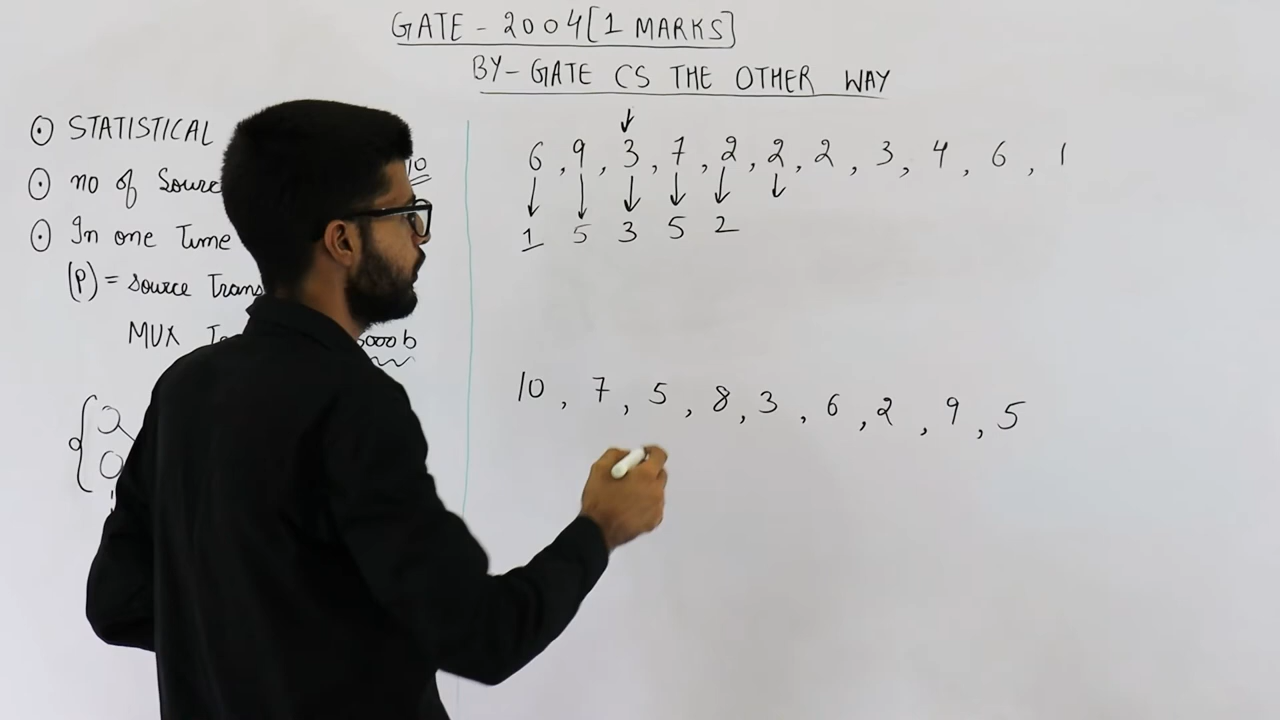 GATE - 2004 [1 MARKS]
BY - GATE CS THE OTHER WAY
⊙ STATISTICAL
⊙ no of 10
⊙ In one Time
(P) = Source
MUX 5000 b
6, 9, 3, 7, 2, 2, 2, 3, 4, 6, 1
1 5 3 5 2
10, 7, 5, 8, 3, 6, 2, 9, 5